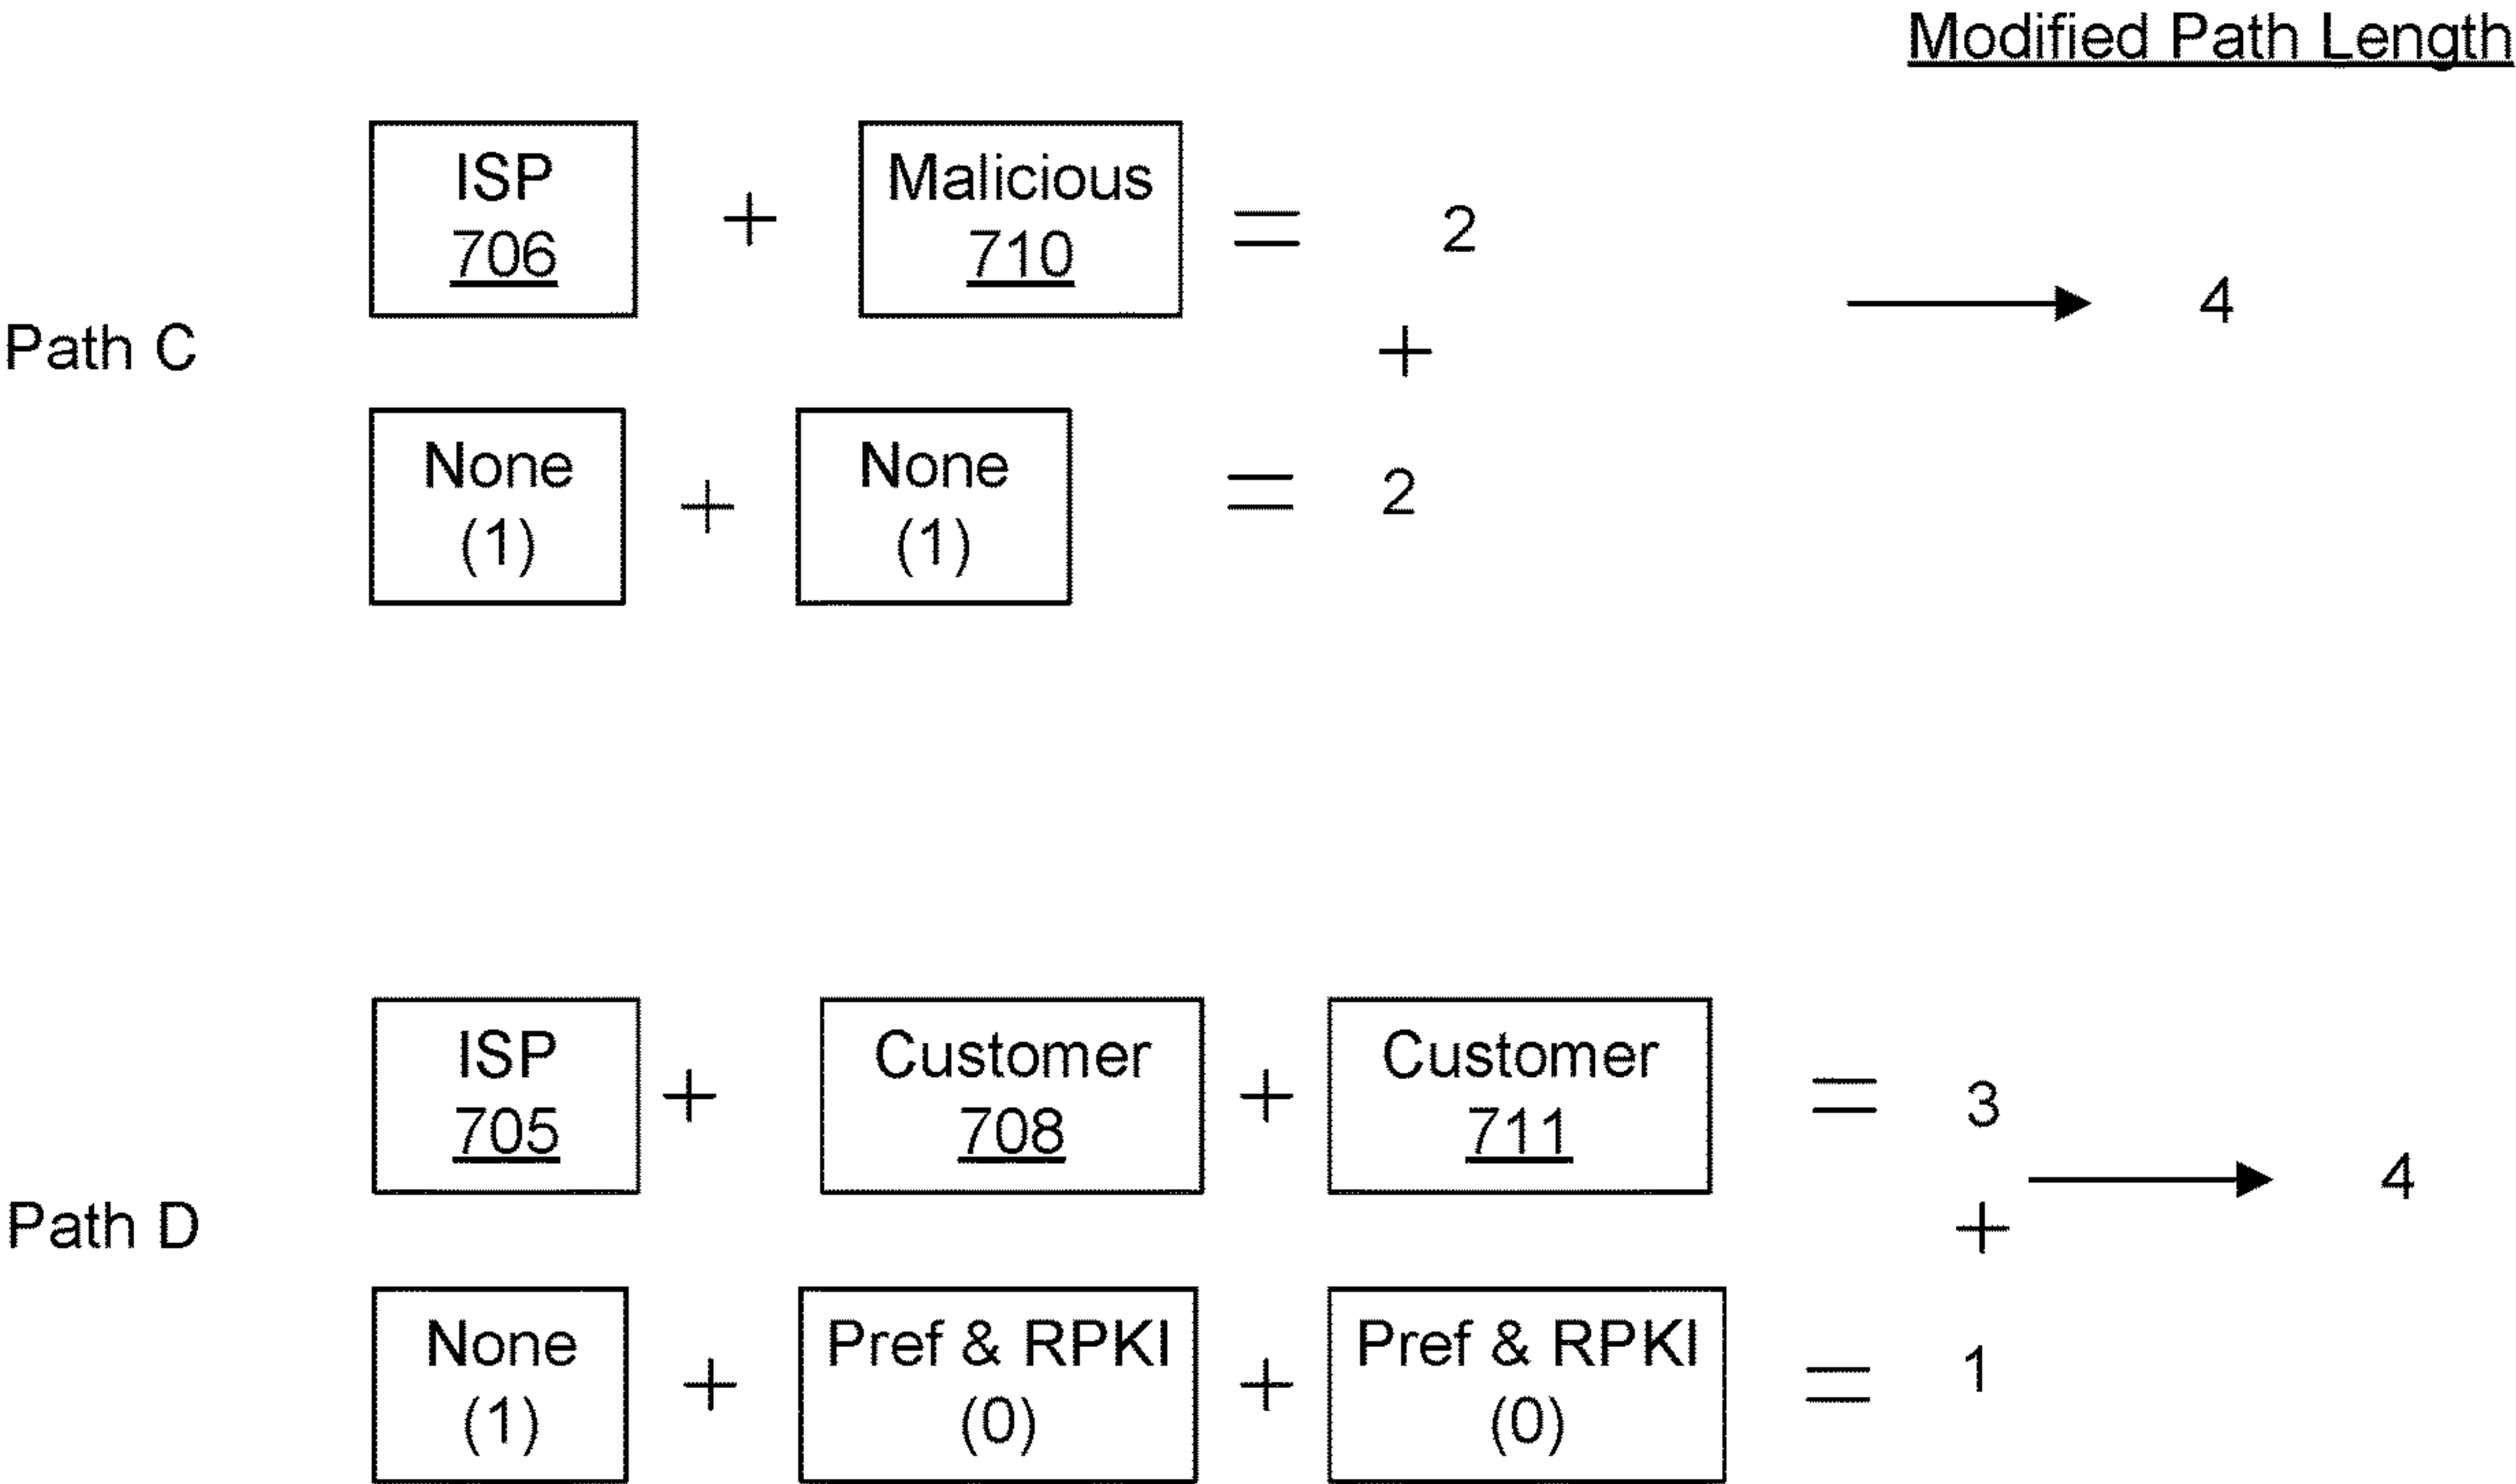 Modified Path Length
ISP + Malicious = 2
706 710
→ 4
Path C
+
None + None = 2
(1) (1)
ISP + Customer + Customer = 3
705 708 711
→ 4
Path D
+
None + Pref & RPKI + Pref & RPKI = 1
(1) (0) (0)